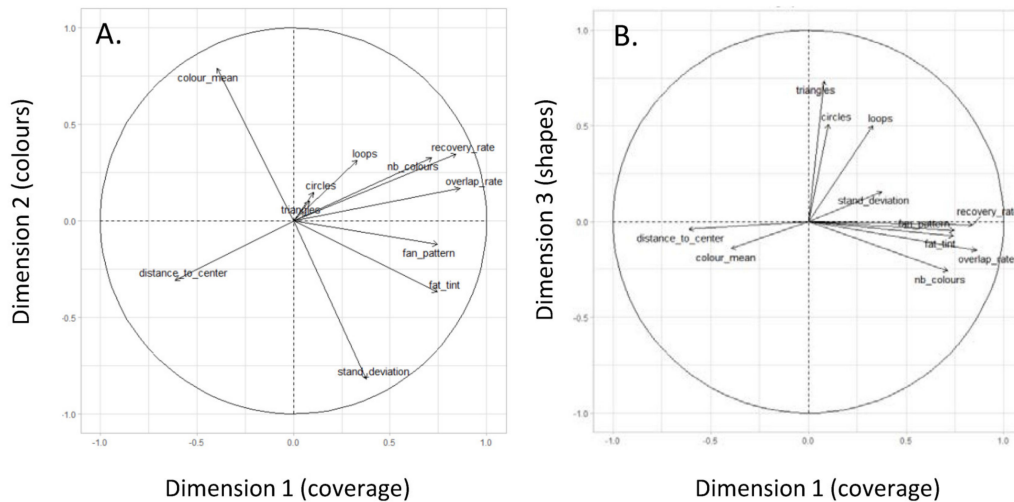 A.
1.0
0.5
0.0
-0.5
-1.0
-1.0
-0.5
0.0
0.5
1.0
Dimension 2 (colours)
Dimension 1 (coverage)
colour_mean
loops
recovery_rate
nb_colours
circles
overlap_rate
triangles
fan_pattern
distance_to_center
fat_tint
stand_deviation
B.
1.0
0.5
0.0
-0.5
-1.0
-1.0
-0.5
0.0
0.5
1.0
Dimension 3 (shapes)
Dimension 1 (coverage)
triangles
circles
loops
stand_deviation
recovery_rate
fan_pattern
distance_to_center
fat_tint
colour_mean
overlap_rate
nb_colours